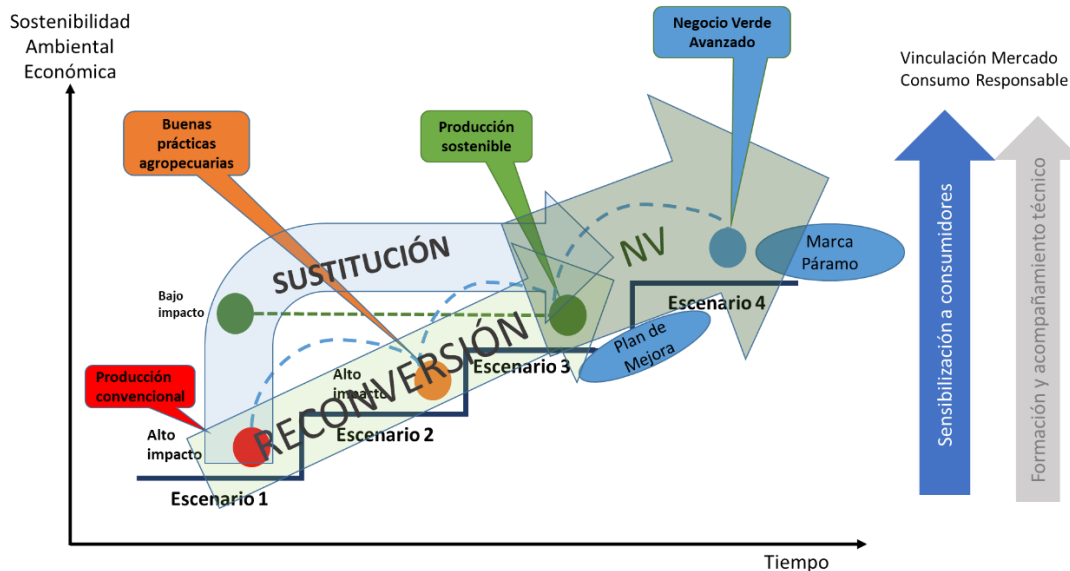 Sostenibilidad
Ambiental
Económica
Negocio Verde
Avanzado
Vinculación Mercado
Consumo Responsable
Buenas
prácticas
agropecuarias
Producción
sostenible
SUSTITUCIÓN
NV
Marca
Páramo
Bajo
impacto
Escenario 4
RECONVERSIÓN
Plan de
Mejora
Escenario 3
Producción
convencional
Alto
impacto
Escenario 2
Alto
impacto
Escenario 1
Sensibilización a consumidores
Formación y acompañamiento técnico
Tiempo